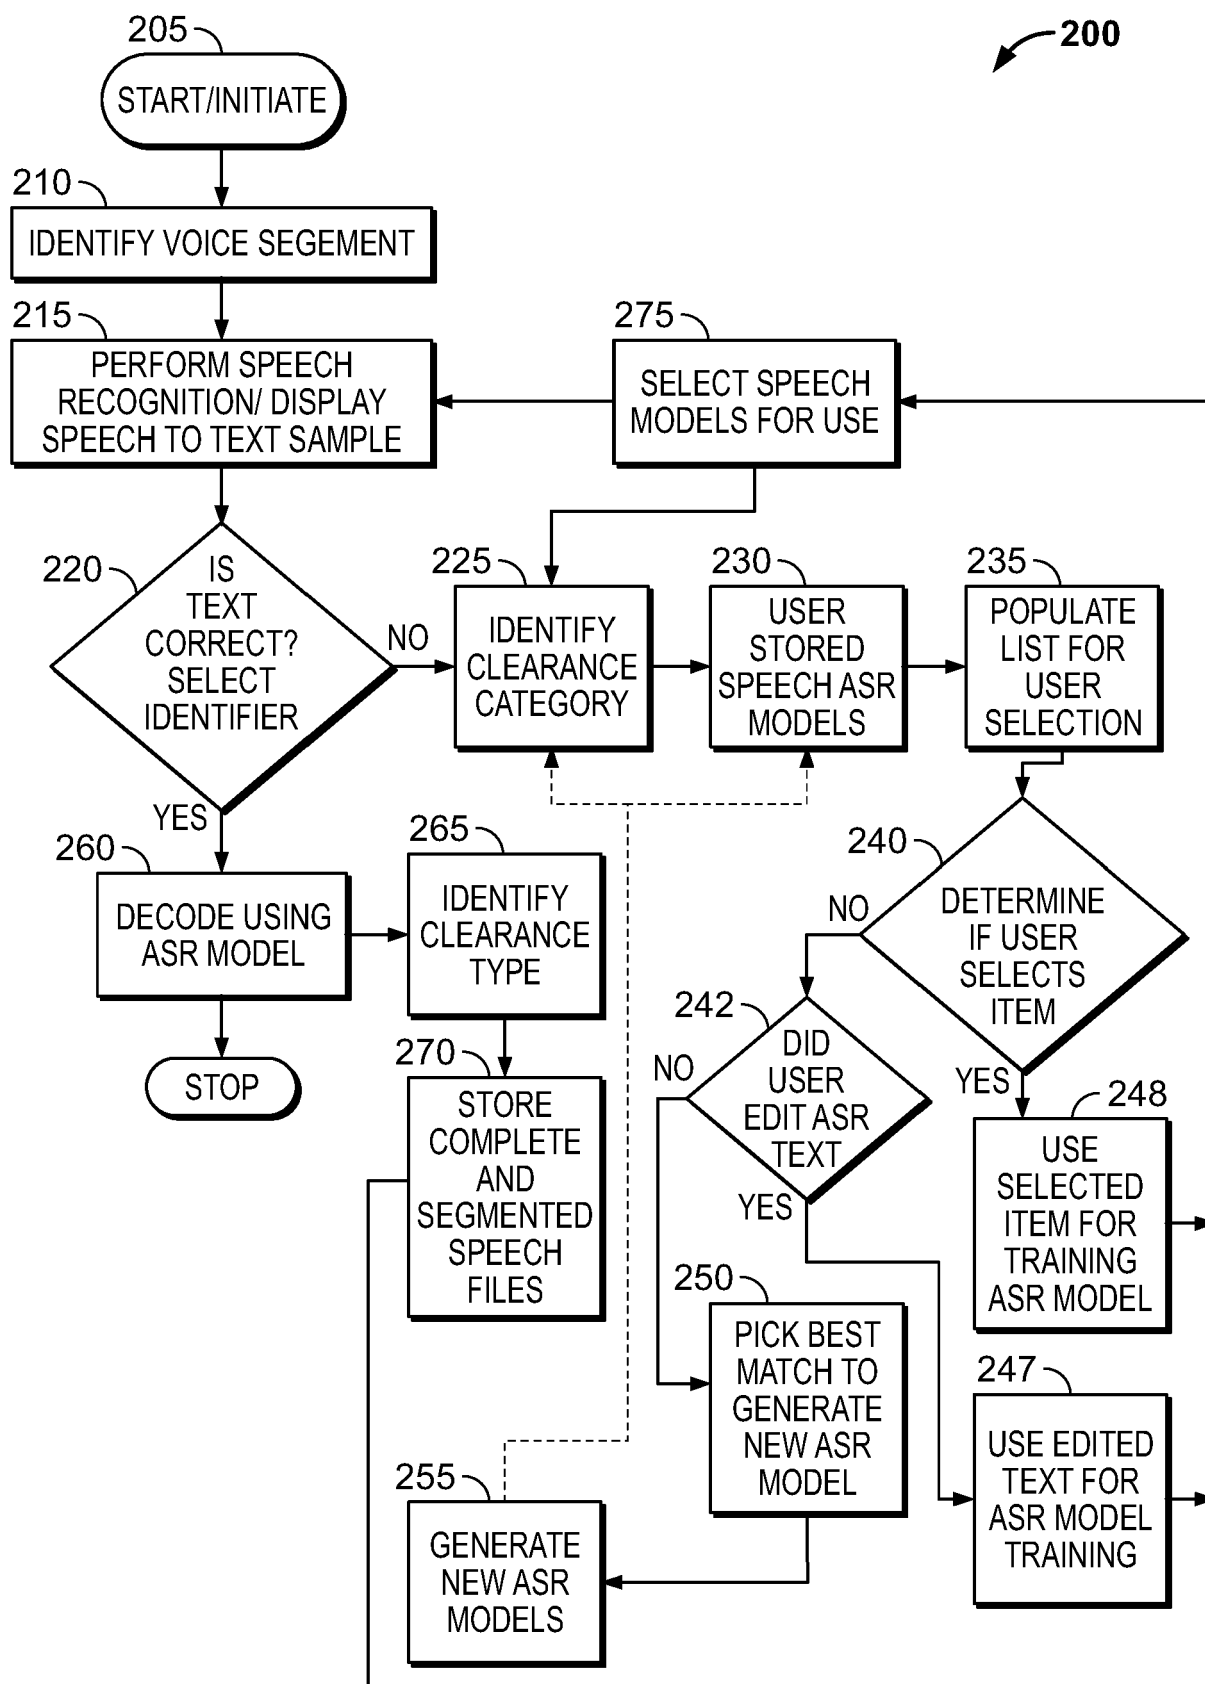 205
200
START/INITIATE
210
IDENTIFY VOICE SEGEMENT
215
PERFORM SPEECH
RECOGNITION/ DISPLAY
SPEECH TO TEXT SAMPLE
275
SELECT SPEECH
MODELS FOR USE
220
IS
TEXT
CORRECT?
SELECT
IDENTIFIER
NO
YES
225
IDENTIFY
CLEARANCE
CATEGORY
230
USER
STORED
SPEECH ASR
MODELS
235
POPULATE
LIST FOR
USER
SELECTION
260
DECODE USING
ASR MODEL
STOP
265
IDENTIFY
CLEARANCE
TYPE
270
STORE
COMPLETE
AND
SEGMENTED
SPEECH
FILES
240
DETERMINE
IF USER
SELECTS
ITEM
NO
YES
242
DID
USER
EDIT ASR
TEXT
NO
YES
248
USE
SELECTED
ITEM FOR
TRAINING
ASR MODEL
250
PICK BEST
MATCH TO
GENERATE
NEW ASR
MODEL
247
USE EDITED
TEXT FOR
ASR MODEL
TRAINING
255
GENERATE
NEW ASR
MODELS